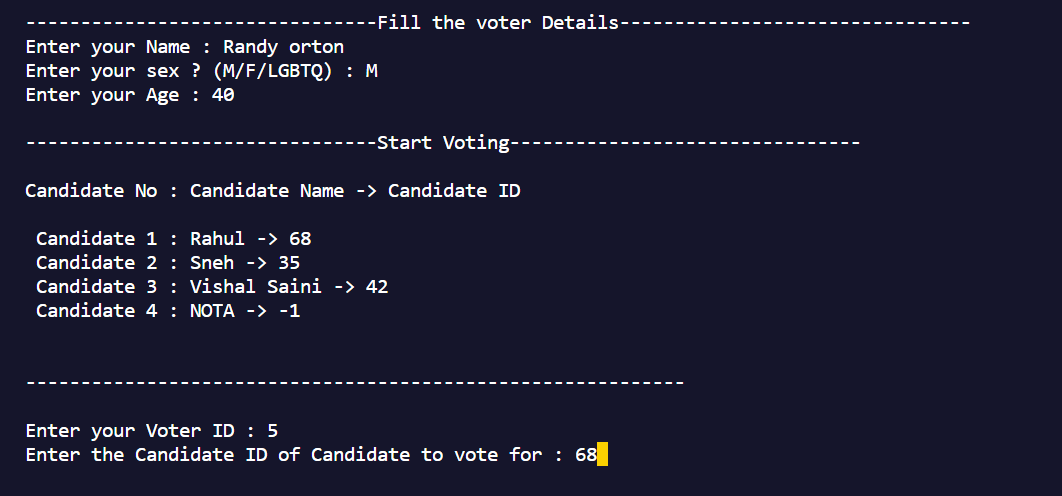 --------------------------------Fill the voter Details--------------------------------
Enter your Name : Randy orton
Enter your sex ? (M/F/LGBTQ) : M
Enter your Age : 40
--------------------------------Start Voting--------------------------------
Candidate No : Candidate Name -> Candidate ID
Candidate 1 : Rahul -> 68
Candidate 2 : Sneh -> 35
Candidate 3 : Vishal Saini -> 42
Candidate 4 : NOTA -> -1
------------------------------------------------------------
Enter your Voter ID : 5
Enter the Candidate ID of Candidate to vote for : 68